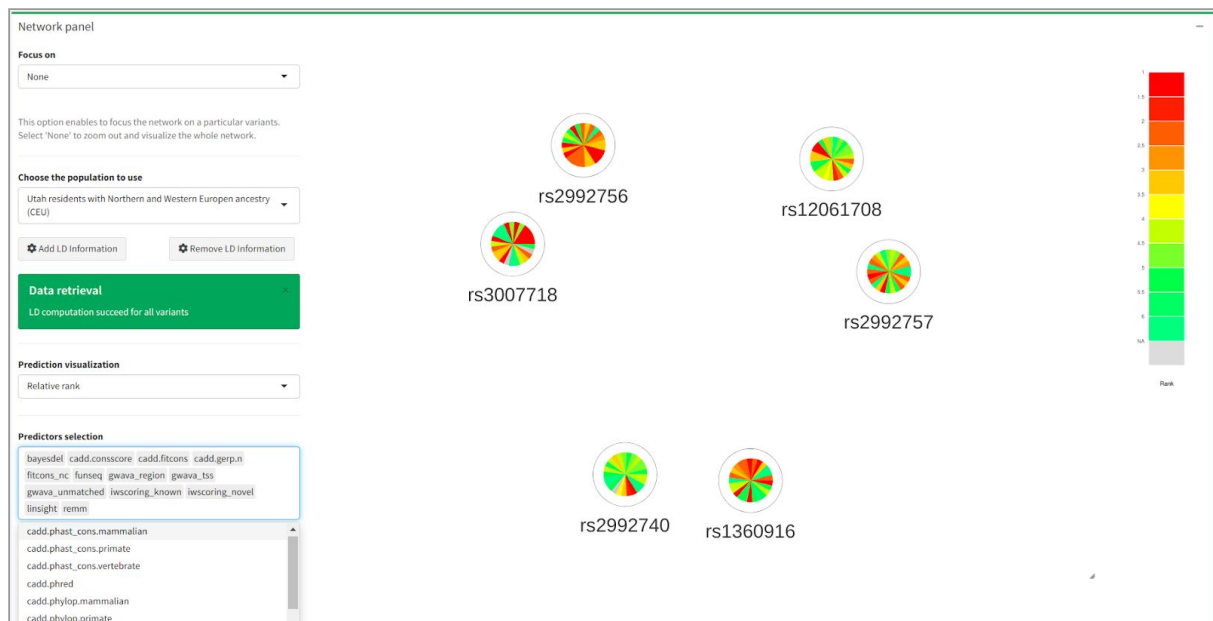 Network panel
Focus on
None
This option enables to focus the network on a particular variants.
Select 'None' to zoom out and visualize the whole network.
Choose the population to use
Utah residents with Northern and Western Europen ancestry
(CEU)
Add LD Information
Remove LD Information
Data retrieval
×
LD computation succeed for all variants
Prediction visualization
Relative rank
Predictors selection
bayesdel cadd.consscore cadd.fitcons cadd.gerp.n
fitcons_nc funseq gwava_region gwava_tss
gwava_unmatched iwscoring_known iwscoring_novel
linsight remm
cadd.phast_cons.mammalian
cadd.phast_cons.primate
cadd.phast_cons.vertebrate
cadd.phred
cadd.phylop.mammalian
cadd.phylop.primate
rs2992756
rs12061708
rs3007718
rs2992757
rs2992740
rs1360916
1
1.5
2
2.5
3
3.5
4
4.5
5
5.5
6
NA
Rank